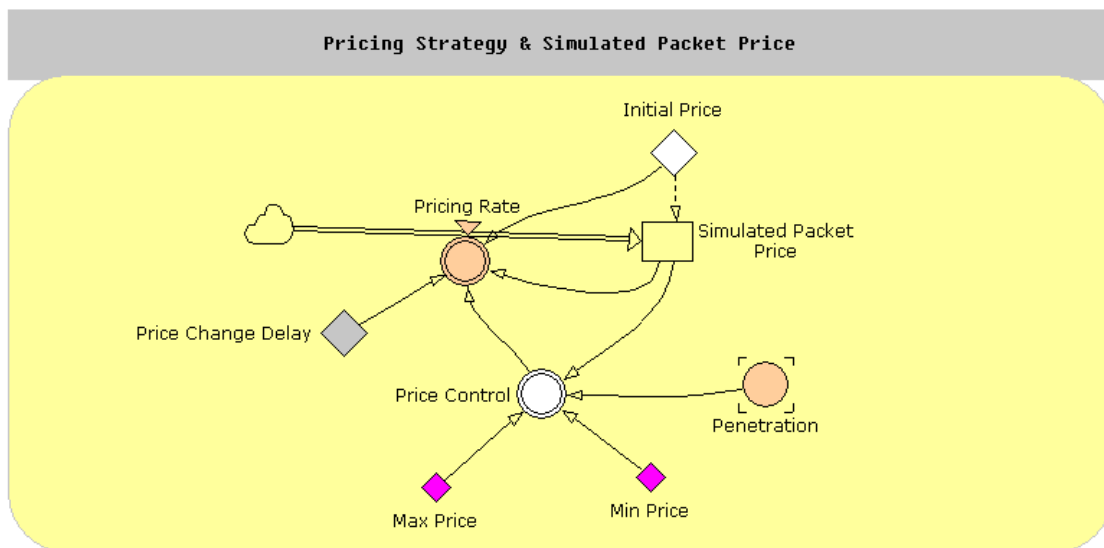 Pricing Strategy & Simulated Packet Price
Initial Price
Pricing Rate
Simulated Packet
Price
Price Change Delay
Price Control
Penetration
Max Price
Min Price